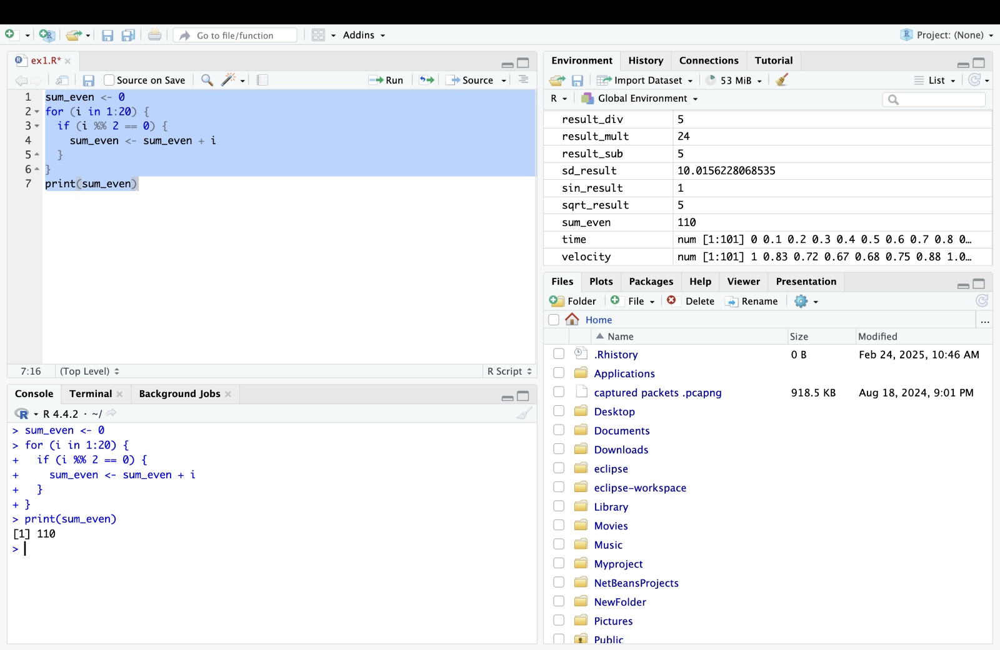 Go to file/function
Addins
Project: (None)
ex1.R*
Source on Save
Run
Source
1 sum_even <- 0
2 for (i in 1:20) {
3   if (i %% 2 == 0) {
4     sum_even <- sum_even + i
5   }
6 }
7 print(sum_even)
7:16 (Top Level) R Script
Console Terminal Background Jobs
R 4.4.2 · ~/
> sum_even <- 0
> for (i in 1:20) {
+   if (i %% 2 == 0) {
+     sum_even <- sum_even + i
+   }
+ }
> print(sum_even)
[1] 110
>
Environment History Connections Tutorial
Import Dataset 53 MiB List
R Global Environment
result_div 5
result_mult 24
result_sub 5
sd_result 10.0156228068535
sin_result 1
sqrt_result 5
sum_even 110
time num [1:101] 0 0.1 0.2 0.3 0.4 0.5 0.6 0.7 0.8 0…
velocity num [1:101] 1 0.83 0.72 0.67 0.68 0.75 0.88 1.0…
Files Plots Packages Help Viewer Presentation
Folder File Delete Rename
Home ...
Name Size Modified
.Rhistory 0 B Feb 24, 2025, 10:46 AM
Applications
captured packets .pcapng 918.5 KB Aug 18, 2024, 9:01 PM
Desktop
Documents
Downloads
eclipse
eclipse-workspace
Library
Movies
Music
Myproject
NetBeansProjects
NewFolder
Pictures
Public